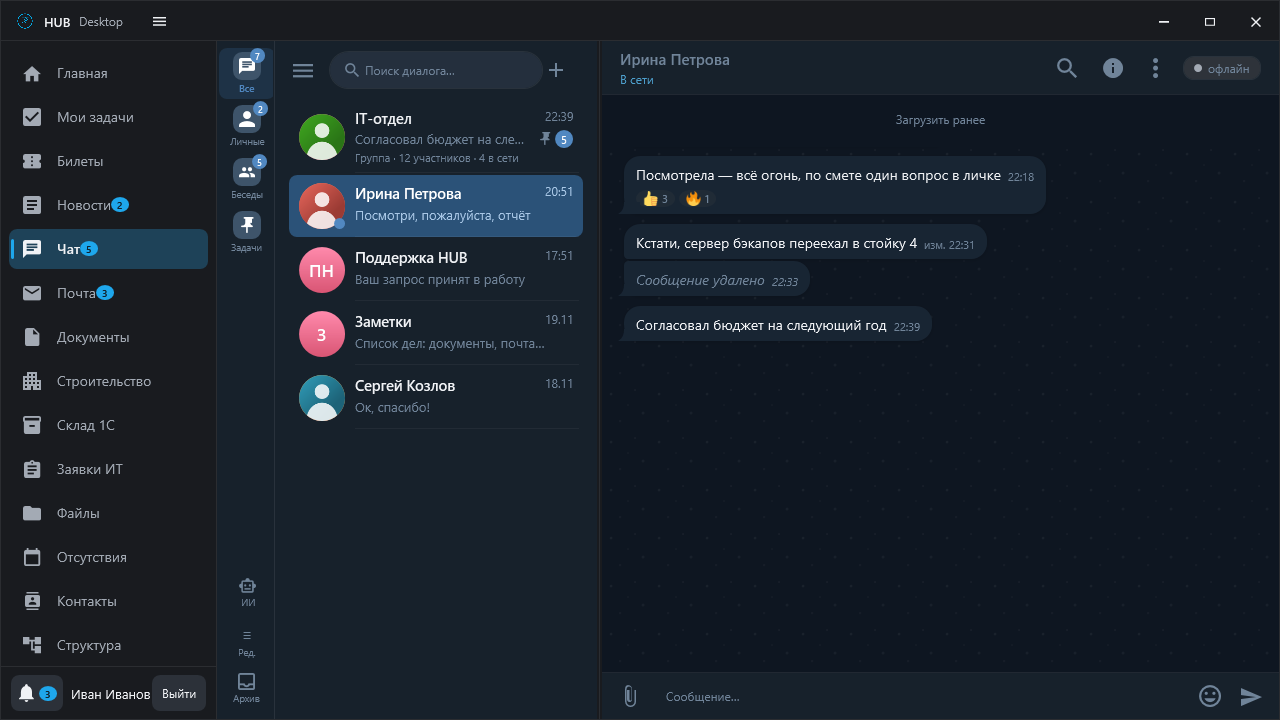 HUB Desktop
Главная
Мои задачи
Билеты
Новости 2
Чат 5
Почта 3
Документы
Строительство
Склад 1С
Заявки ИТ
Файлы
Отсутствия
Контакты
Структура
3 Иван Иванов Выйти
7
Все
2
Личные
5
Беседы
Задачи
ИИ
Ред.
Архив
Поиск диалога...
IT-отдел 22:39
Согласовал бюджет на сле... 5
Группа · 12 участников · 4 в сети
Ирина Петрова 20:51
Посмотри, пожалуйста, отчёт
ПН
Поддержка HUB 17:51
Ваш запрос принят в работу
З
Заметки 19.11
Список дел: документы, почта...
Сергей Козлов 18.11
Ок, спасибо!
Ирина Петрова
В сети
офлайн
Загрузить ранее
Посмотрела — всё огонь, по смете один вопрос в личке 22:18
👍 3 🔥 1
Кстати, сервер бэкапов переехал в стойку 4 изм. 22:31
Сообщение удалено 22:33
Согласовал бюджет на следующий год 22:39
Сообщение...